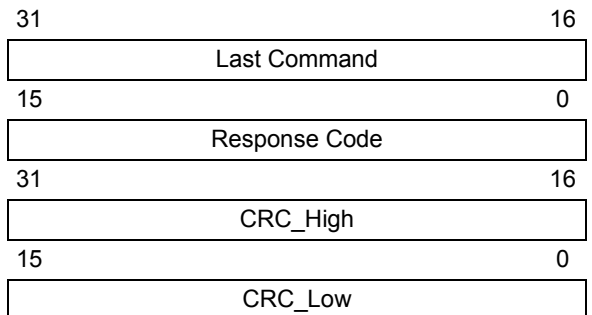 31 16
Last Command
15 0
Response Code
31 16
CRC_High
15 0
CRC_Low